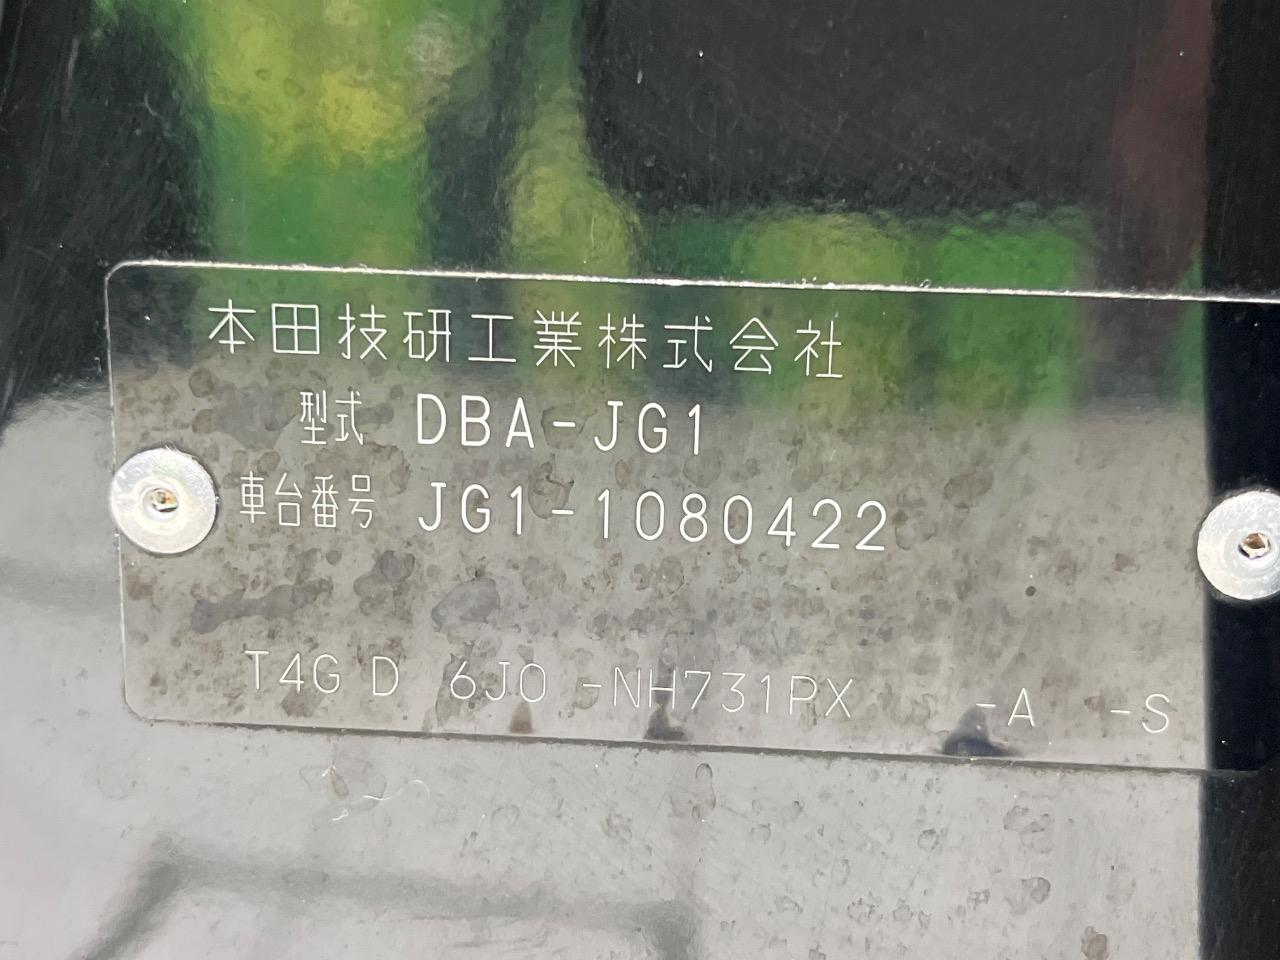 本田技研工業株式会社
型式 DBA-JG1
車台番号 JG1-1080422
T4G D 6J0 -NH731PX -A -S